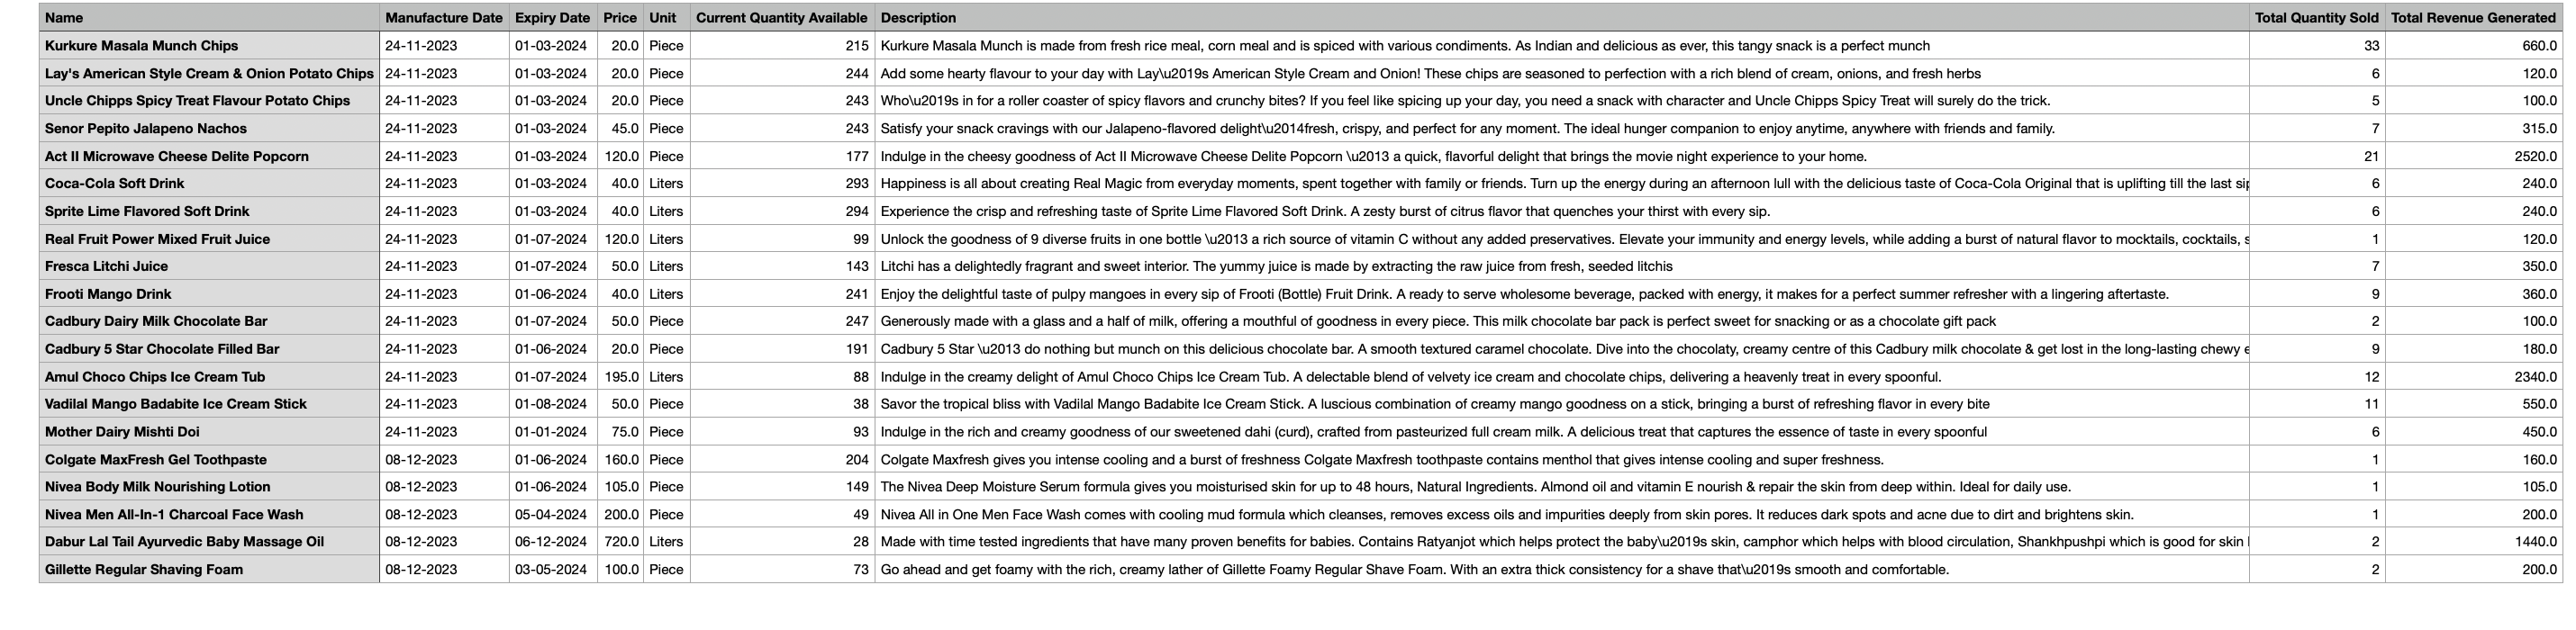 Name Manufacture Date Expiry Date Price Unit Current Quantity Available Description Total Quantity Sold Total Revenue Generated
Kurkure Masala Munch Chips 24-11-2023 01-03-2024 20.0 Piece 215 Kurkure Masala Munch is made from fresh rice meal, corn meal and is spiced with various condiments. As Indian and delicious as ever, this tangy snack is a perfect munch 33 660.0
Lay's American Style Cream & Onion Potato Chips 24-11-2023 01-03-2024 20.0 Piece 244 Add some hearty flavour to your day with Lay\u2019s American Style Cream and Onion! These chips are seasoned to perfection with a rich blend of cream, onions, and fresh herbs 6 120.0
Uncle Chipps Spicy Treat Flavour Potato Chips 24-11-2023 01-03-2024 20.0 Piece 243 Who\u2019s in for a roller coaster of spicy flavors and crunchy bites? If you feel like spicing up your day, you need a snack with character and Uncle Chipps Spicy Treat will surely do the trick. 5 100.0
Senor Pepito Jalapeno Nachos 24-11-2023 01-03-2024 45.0 Piece 243 Satisfy your snack cravings with our Jalapeno-flavored delight\u2014fresh, crispy, and perfect for any moment. The ideal hunger companion to enjoy anytime, anywhere with friends and family. 7 315.0
Act II Microwave Cheese Delite Popcorn 24-11-2023 01-03-2024 120.0 Piece 177 Indulge in the cheesy goodness of Act II Microwave Cheese Delite Popcorn \u2013 a quick, flavorful delight that brings the movie night experience to your home. 21 2520.0
Coca-Cola Soft Drink 24-11-2023 01-03-2024 40.0 Liters 293 Happiness is all about creating Real Magic from everyday moments, spent together with family or friends. Turn up the energy during an afternoon lull with the delicious taste of Coca-Cola Original that is uplifting till the last sip 6 240.0
Sprite Lime Flavored Soft Drink 24-11-2023 01-03-2024 40.0 Liters 294 Experience the crisp and refreshing taste of Sprite Lime Flavored Soft Drink. A zesty burst of citrus flavor that quenches your thirst with every sip. 6 240.0
Real Fruit Power Mixed Fruit Juice 24-11-2023 01-07-2024 120.0 Liters 99 Unlock the goodness of 9 diverse fruits in one bottle \u2013 a rich source of vitamin C without any added preservatives. Elevate your immunity and energy levels, while adding a burst of natural flavor to mocktails, cocktails, 1 120.0
Fresca Litchi Juice 24-11-2023 01-07-2024 50.0 Liters 143 Litchi has a delightedly fragrant and sweet interior. The yummy juice is made by extracting the raw juice from fresh, seeded litchis 7 350.0
Frooti Mango Drink 24-11-2023 01-06-2024 40.0 Liters 241 Enjoy the delightful taste of pulpy mangoes in every sip of Frooti (Bottle) Fruit Drink. A ready to serve wholesome beverage, packed with energy, it makes for a perfect summer refresher with a lingering aftertaste. 9 360.0
Cadbury Dairy Milk Chocolate Bar 24-11-2023 01-07-2024 50.0 Piece 247 Generously made with a glass and a half of milk, offering a mouthful of goodness in every piece. This milk chocolate bar pack is perfect sweet for snacking or as a chocolate gift pack 2 100.0
Cadbury 5 Star Chocolate Filled Bar 24-11-2023 01-06-2024 20.0 Piece 191 Cadbury 5 Star \u2013 do nothing but munch on this delicious chocolate bar. A smooth textured caramel chocolate. Dive into the chocolaty, creamy centre of this Cadbury milk chocolate & get lost in the long-lasting chewy 9 180.0
Amul Choco Chips Ice Cream Tub 24-11-2023 01-07-2024 195.0 Liters 88 Indulge in the creamy delight of Amul Choco Chips Ice Cream Tub. A delectable blend of velvety ice cream and chocolate chips, delivering a heavenly treat in every spoonful. 12 2340.0
Vadilal Mango Badabite Ice Cream Stick 24-11-2023 01-08-2024 50.0 Piece 38 Savor the tropical bliss with Vadilal Mango Badabite Ice Cream Stick. A luscious combination of creamy mango goodness on a stick, bringing a burst of refreshing flavor in every bite 11 550.0
Mother Dairy Mishti Doi 24-11-2023 01-01-2024 75.0 Piece 93 Indulge in the rich and creamy goodness of our sweetened dahi (curd), crafted from pasteurized full cream milk. A delicious treat that captures the essence of taste in every spoonful 6 450.0
Colgate MaxFresh Gel Toothpaste 08-12-2023 01-06-2024 160.0 Piece 204 Colgate Maxfresh gives you intense cooling and a burst of freshness Colgate Maxfresh toothpaste contains menthol that gives intense cooling and super freshness. 1 160.0
Nivea Body Milk Nourishing Lotion 08-12-2023 01-06-2024 105.0 Piece 149 The Nivea Deep Moisture Serum formula gives you moisturised skin for up to 48 hours, Natural Ingredients. Almond oil and vitamin E nourish & repair the skin from deep within. Ideal for daily use. 1 105.0
Nivea Men All-In-1 Charcoal Face Wash 08-12-2023 05-04-2024 200.0 Piece 49 Nivea All in One Men Face Wash comes with cooling mud formula which cleanses, removes excess oils and impurities deeply from skin pores. It reduces dark spots and acne due to dirt and brightens skin. 1 200.0
Dabur Lal Tail Ayurvedic Baby Massage Oil 08-12-2023 06-12-2024 720.0 Liters 28 Made with time tested ingredients that have many proven benefits for babies. Contains Ratyanjot which helps protect the baby\u2019s skin, camphor which helps with blood circulation, Shankhpushpi which is good for skin 2 1440.0
Gillette Regular Shaving Foam 08-12-2023 03-05-2024 100.0 Piece 73 Go ahead and get foamy with the rich, creamy lather of Gillette Foamy Regular Shave Foam. With an extra thick consistency for a shave that\u2019s smooth and comfortable. 2 200.0